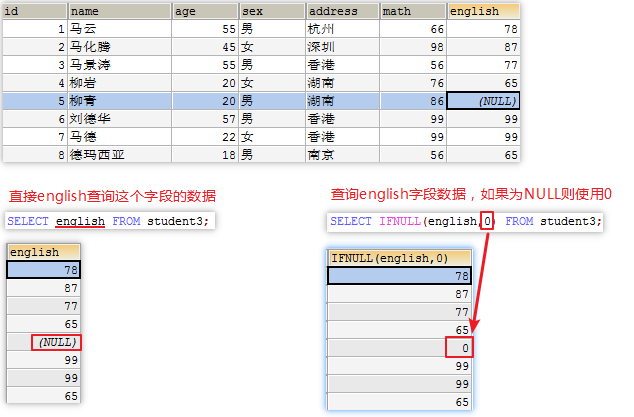 id name age sex address math english
1 马云 55 男 杭州 66 78
2 马化腾 45 女 深圳 98 87
3 马景涛 55 男 香港 56 77
4 柳岩 20 女 湖南 76 65
5 柳青 20 男 湖南 86 (NULL)
6 刘德华 57 男 香港 99 99
7 马德 22 女 香港 99 99
8 德玛西亚 18 男 南京 56 65
直接english查询这个字段的数据
SELECT english FROM student3;
english
78
87
77
65
(NULL)
99
99
65
查询english字段数据，如果为NULL则使用0
SELECT IFNULL(english,0) FROM student3;
IFNULL(english,0)
78
87
77
65
0
99
99
65